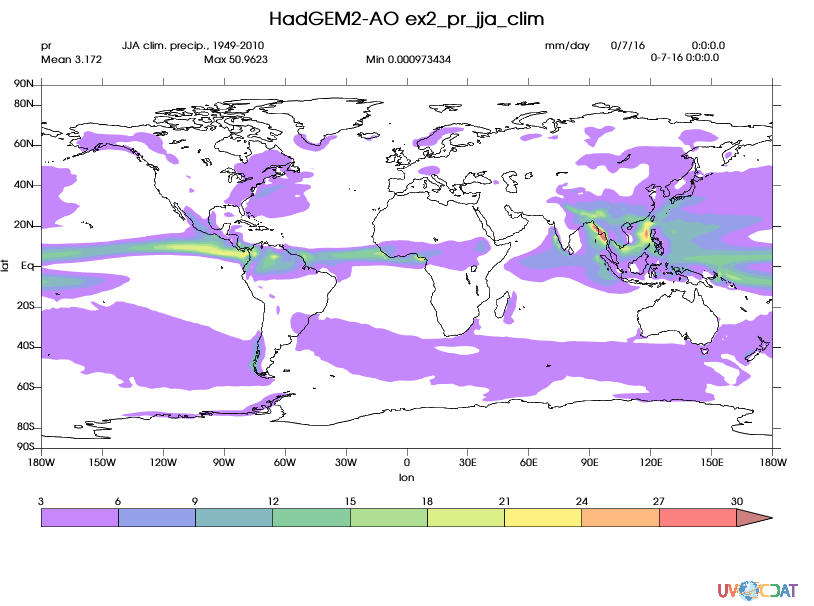 HadGEM2-AO ex2_pr_jja_clim
pr JJA clim. precip., 1949-2010 mm/day 0/7/16 0:0:0.0
Mean 3.172 Max 50.9623 Min 0.000973434 0-7-16 0:0:0.0
90N
80N
60N
40N
20N
Eq
20S
40S
60S
80S
90S
lat
180W 150W 120W 90W 60W 30W 0 30E 60E 90E 120E 150E 180W
lon
3 6 9 12 15 18 21 24 27 30
UV CDAT